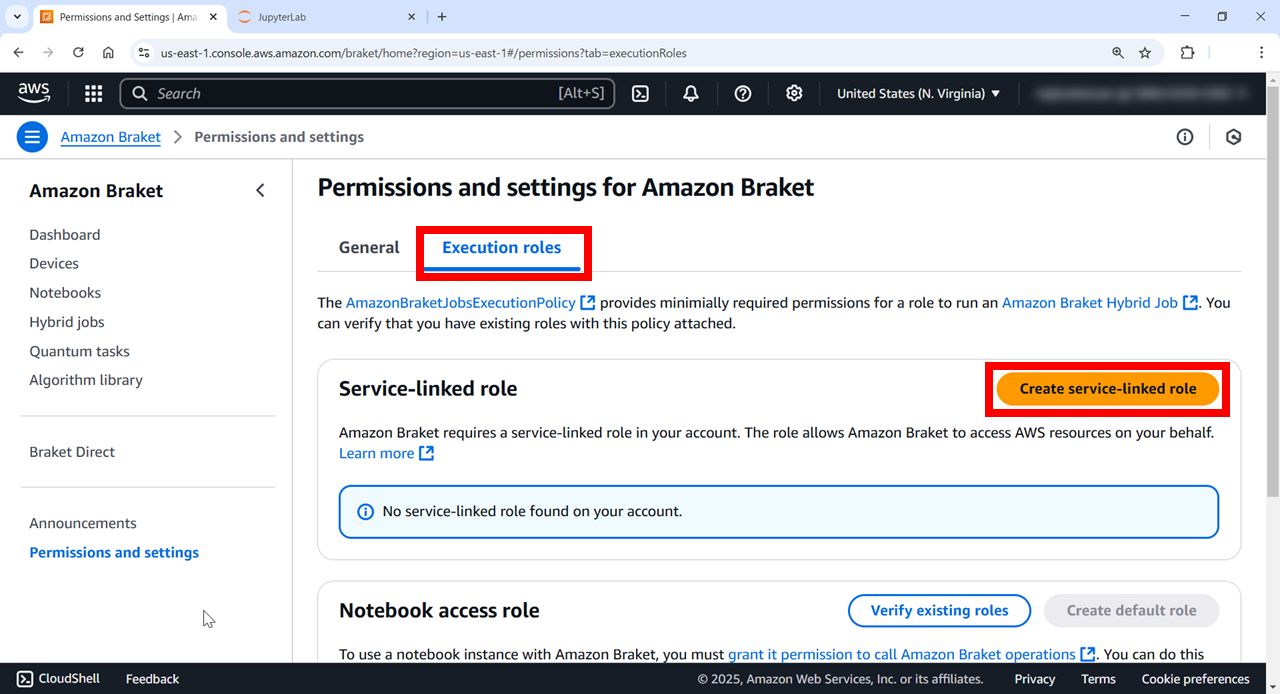 Permissions and Settings | Ama
JupyterLab
us-east-1.console.aws.amazon.com/braket/home?region=us-east-1#/permissions?tab=executionRoles
aws
Search
[Alt+S]
United States (N. Virginia)
Amazon Braket
Permissions and settings
Amazon Braket
Dashboard
Devices
Notebooks
Hybrid jobs
Quantum tasks
Algorithm library
Braket Direct
Announcements
Permissions and settings
Permissions and settings for Amazon Braket
General
Execution roles
The AmazonBraketJobsExecutionPolicy provides minimially required permissions for a role to run an Amazon Braket Hybrid Job. You
can verify that you have existing roles with this policy attached.
Service-linked role
Create service-linked role
Amazon Braket requires a service-linked role in your account. The role allows Amazon Braket to access AWS resources on your behalf.
Learn more
No service-linked role found on your account.
Notebook access role
Verify existing roles
Create default role
To use a notebook instance with Amazon Braket, you must grant it permission to call Amazon Braket operations. You can do this
CloudShell
Feedback
© 2025, Amazon Web Services, Inc. or its affiliates.
Privacy
Terms
Cookie preferences